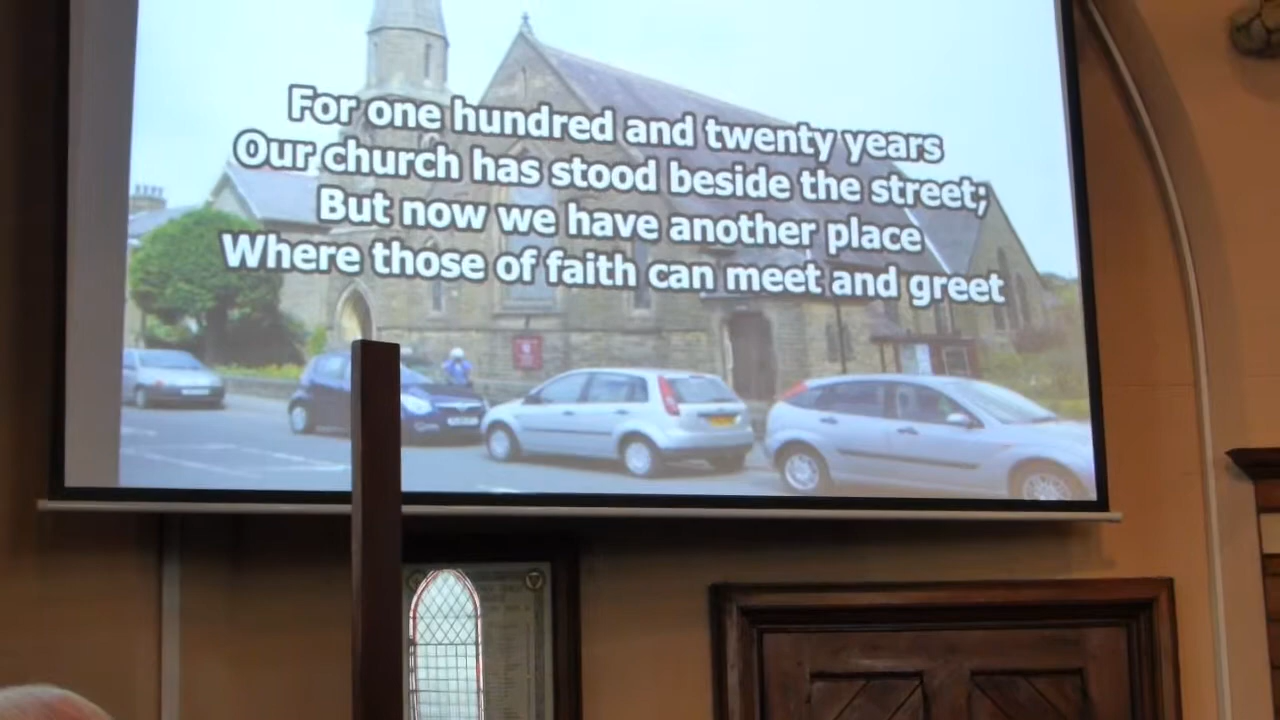 For one hundred and twenty years
Our church has stood beside the street;
But now we have another place
Where those of faith can meet and greet